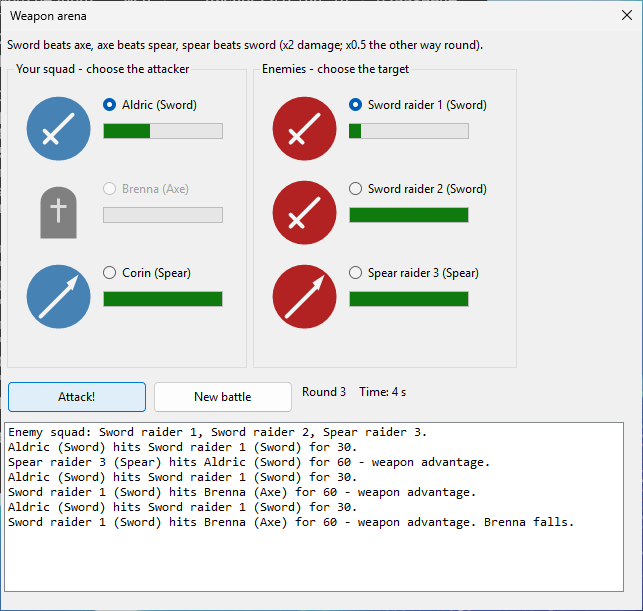 Weapon arena
Sword beats axe, axe beats spear, spear beats sword (x2 damage; x0.5 the other way round).
Your squad - choose the attacker
Aldric (Sword)
Brenna (Axe)
Corin (Spear)
Enemies - choose the target
Sword raider 1 (Sword)
Sword raider 2 (Sword)
Spear raider 3 (Spear)
Attack!
New battle
Round 3
Time: 4 s
Enemy squad: Sword raider 1, Sword raider 2, Spear raider 3.
Aldric (Sword) hits Sword raider 1 (Sword) for 30.
Spear raider 3 (Spear) hits Aldric (Sword) for 60 - weapon advantage.
Aldric (Sword) hits Sword raider 1 (Sword) for 30.
Sword raider 1 (Sword) hits Brenna (Axe) for 60 - weapon advantage.
Aldric (Sword) hits Sword raider 1 (Sword) for 30.
Sword raider 1 (Sword) hits Brenna (Axe) for 60 - weapon advantage. Brenna falls.